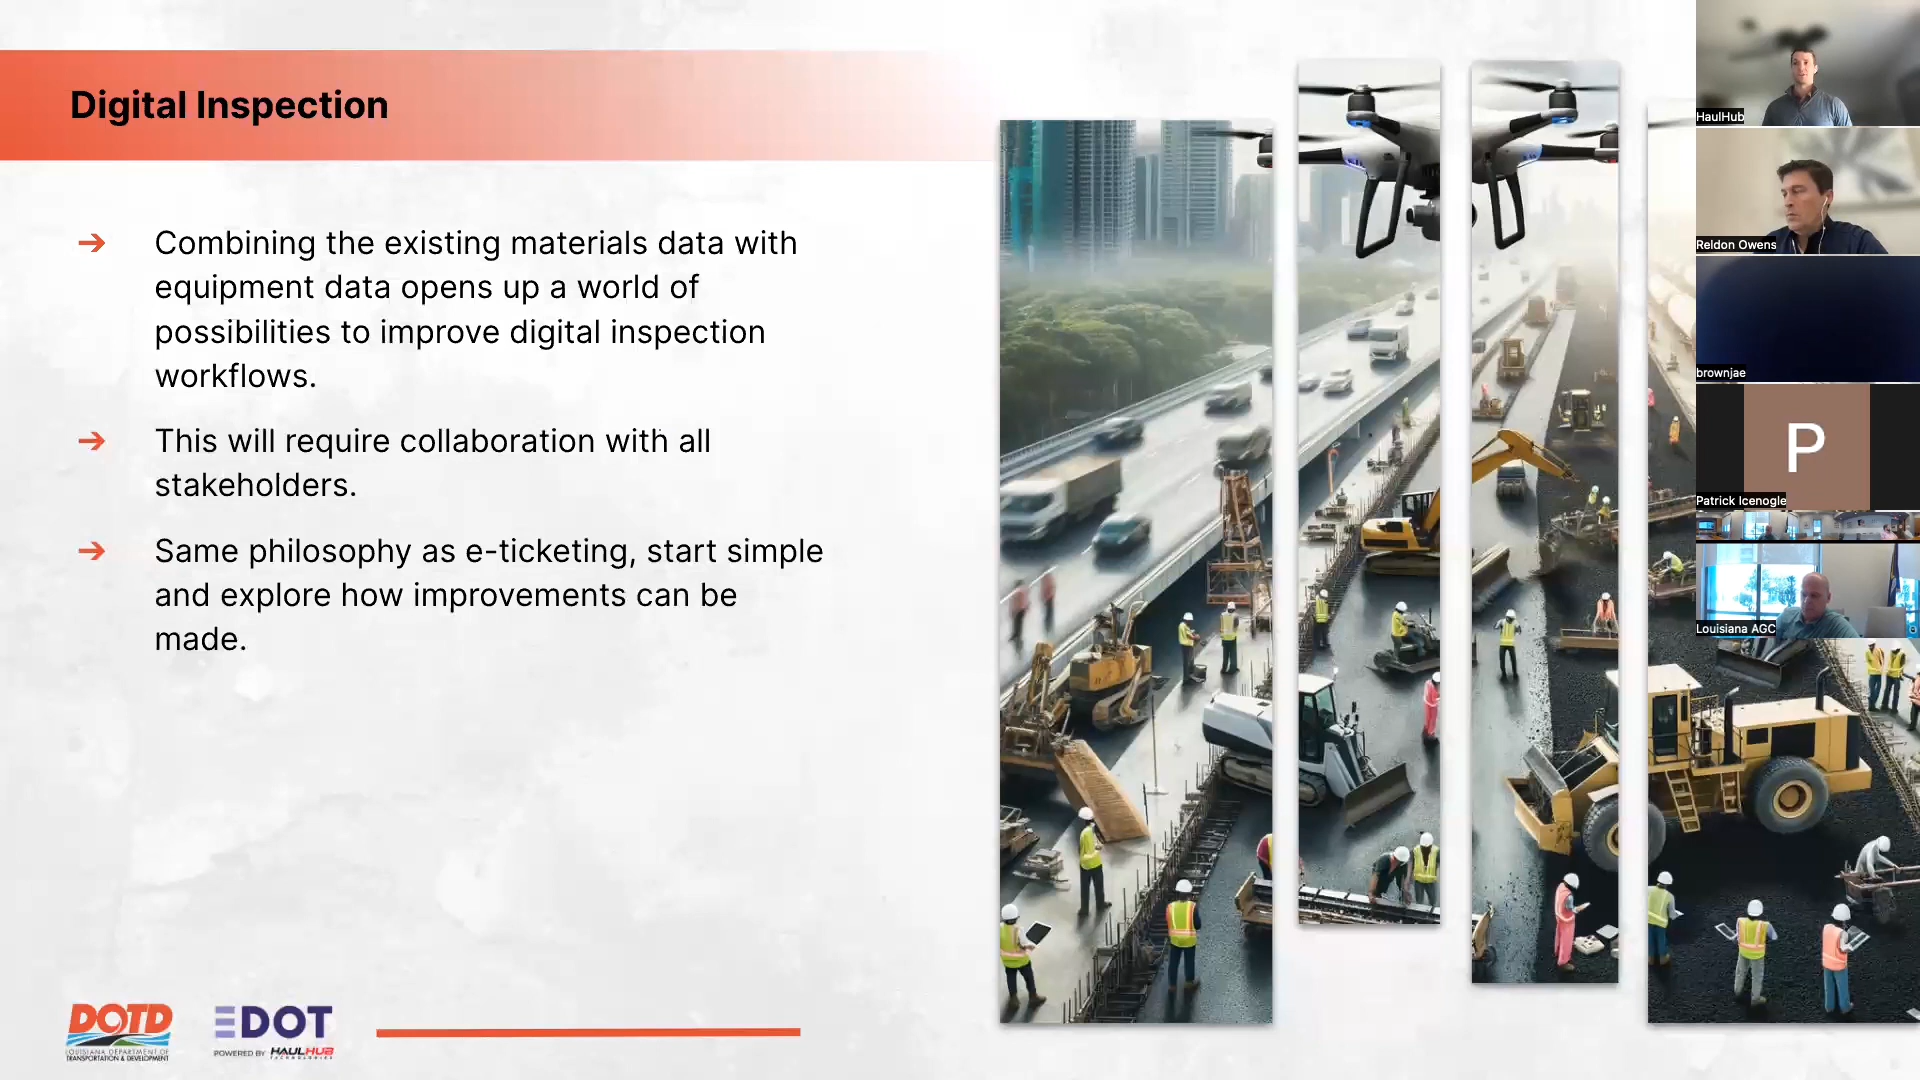 Digital Inspection
➔ Combining the existing materials data with
equipment data opens up a world of
possibilities to improve digital inspection
workflows.
➔ This will require collaboration with all
stakeholders.
➔ Same philosophy as e-ticketing, start simple
and explore how improvements can be
made.
DOTD
LOUISIANA DEPARTMENT OF
TRANSPORTATION & DEVELOPMENT
EDOT
POWERED BY HAULHUB
TECHNOLOGIES
HaulHub
Reldon Owens
brownjae
P
Patrick Icenogle
Louisiana AGC